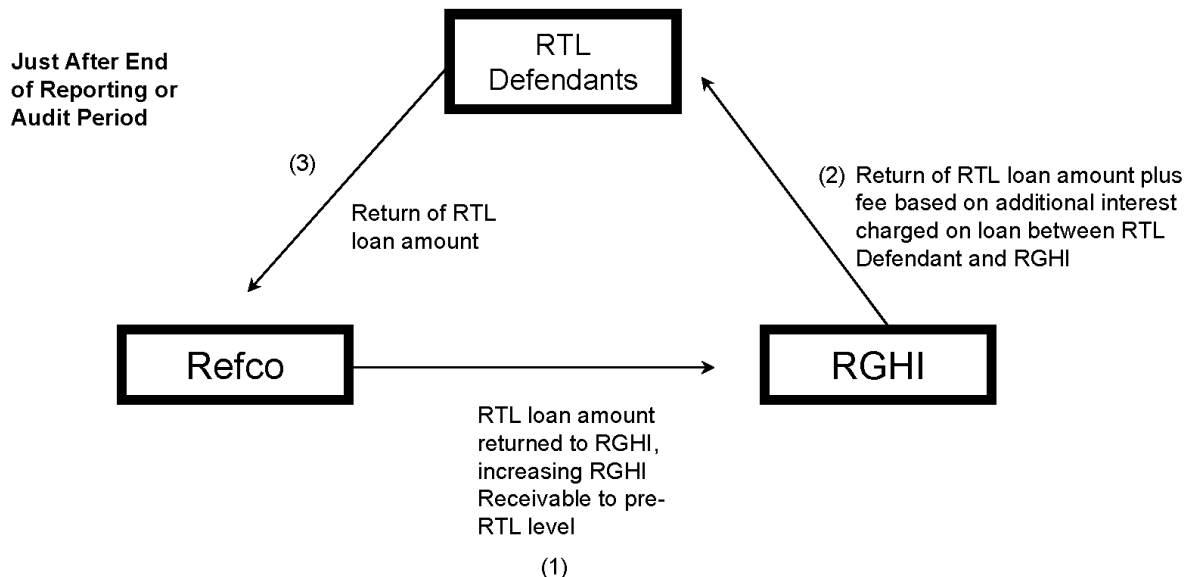 RTL
Defendants
Just After End
of Reporting or
Audit Period
(3)
Return of RTL
loan amount
(2) Return of RTL loan amount plus
fee based on additional interest
charged on loan between RTL
Defendant and RGHI
Refco
RGHI
RTL loan amount
returned to RGHI,
increasing RGHI
Receivable to pre-
RTL level
(1)